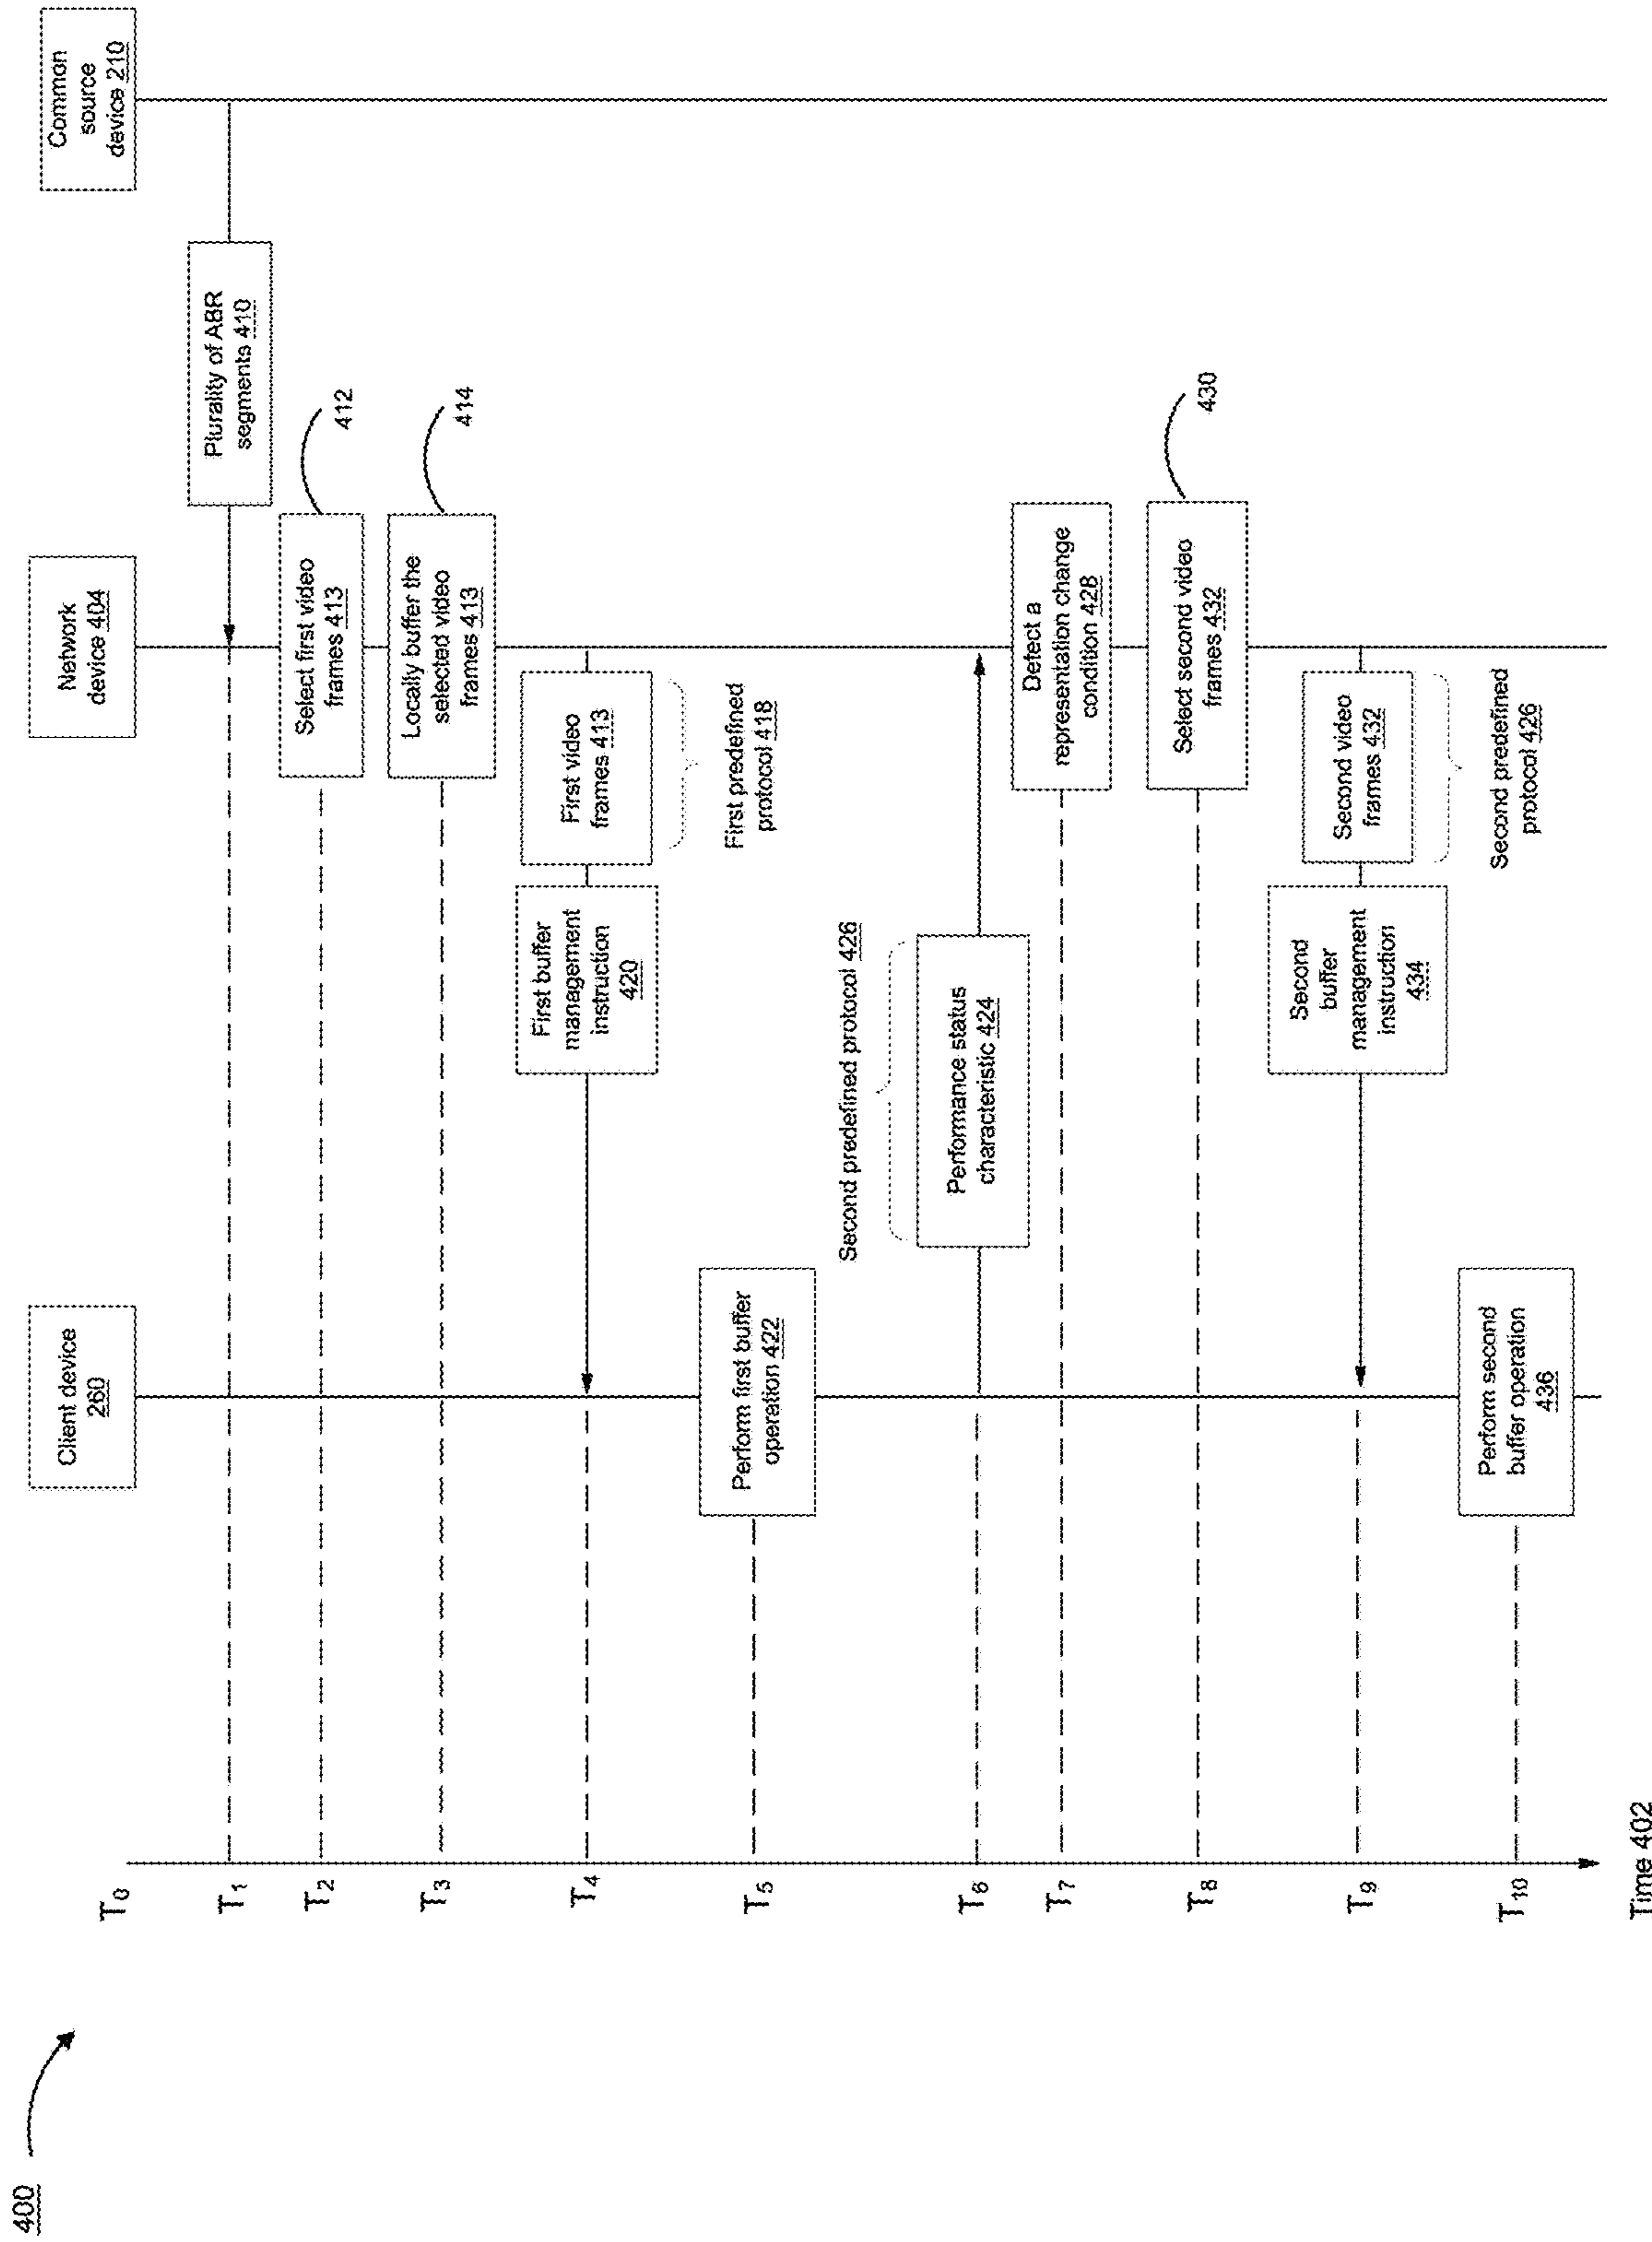 400
Client device
260
Network
device 404
Common
source
device 210
T0
T1
Plurality of ABR
segments 410
T2
Select first video
frames 413
412
T3
Locally buffer the
selected video
frames 413
414
T4
First buffer
management
instruction
420
First video
frames 413
First predefined
protocol 418
T5
Perform first buffer
operation 422
Second predefined protocol 426
T6
Performance status
characteristic 424
T7
Detect a
representation change
condition 428
T8
Select second video
frames 432
430
T9
Second
buffer
management
instruction
434
Second video
frames 432
Second predefined
protocol 426
T10
Perform second
buffer operation
436
Time 402